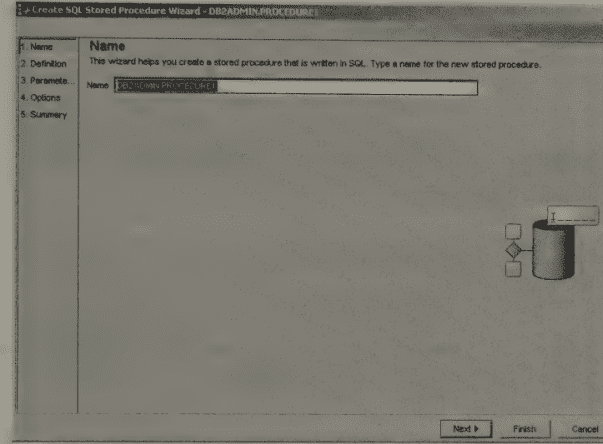 Create SQL Stored Procedure Wizard - DB2ADMIN.PROCEDURE1
1. Name
2. Definition
3. Paramete...
4. Options
5. Summary
Name
This wizard helps you create a stored procedure that is written in SQL. Type a name for the new stored procedure.
Name DB2ADMIN.PROCEDURE1
Next
Finish
Cancel